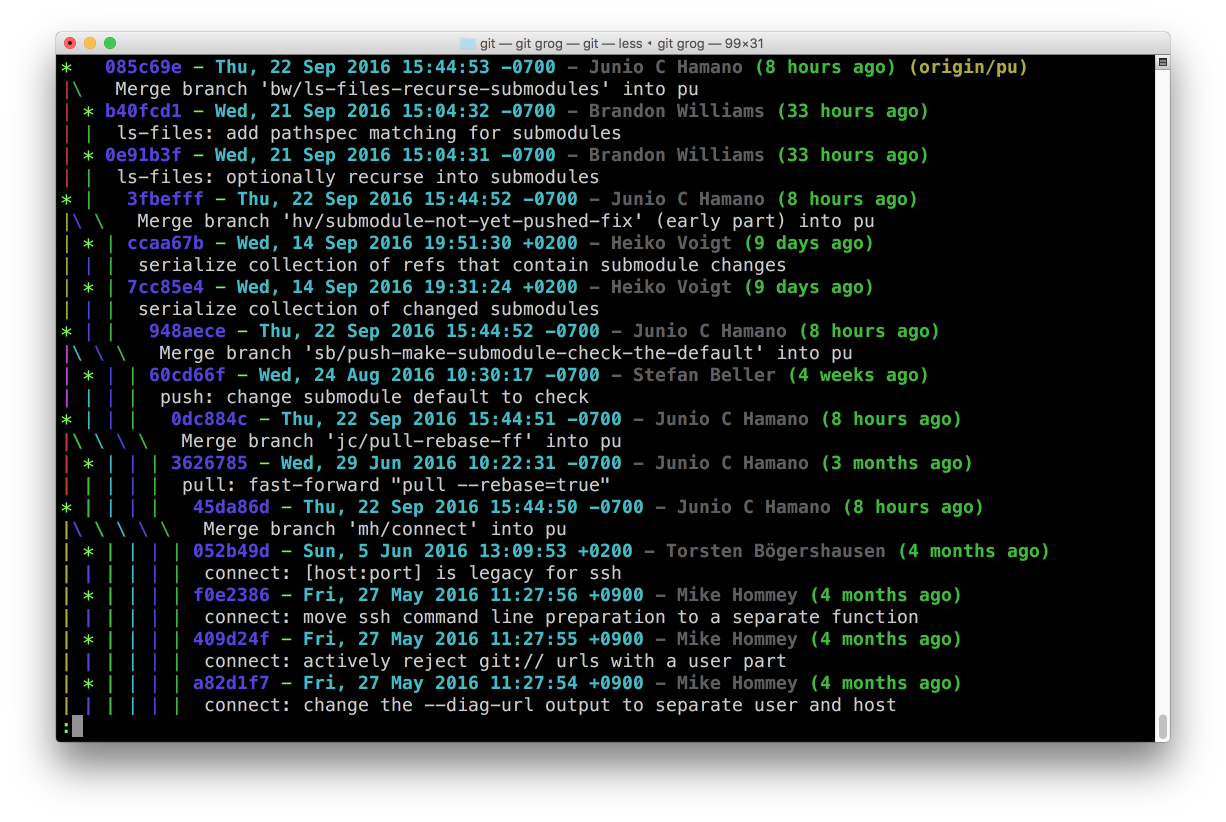 git — git grog — git — less ◂ git grog — 99×31
*   085c69e – Thu, 22 Sep 2016 15:44:53 -0700 – Junio C Hamano (8 hours ago) (origin/pu)
|\   Merge branch 'bw/ls-files-recurse-submodules' into pu
| * b40fcd1 – Wed, 21 Sep 2016 15:04:32 -0700 – Brandon Williams (33 hours ago)
| |  ls-files: add pathspec matching for submodules
| * 0e91b3f – Wed, 21 Sep 2016 15:04:31 -0700 – Brandon Williams (33 hours ago)
| |  ls-files: optionally recurse into submodules
* |   3fbefff – Thu, 22 Sep 2016 15:44:52 -0700 – Junio C Hamano (8 hours ago)
|\ \   Merge branch 'hv/submodule-not-yet-pushed-fix' (early part) into pu
| * | ccaa67b – Wed, 14 Sep 2016 19:51:30 +0200 – Heiko Voigt (9 days ago)
| | |  serialize collection of refs that contain submodule changes
| * | 7cc85e4 – Wed, 14 Sep 2016 19:31:24 +0200 – Heiko Voigt (9 days ago)
| | |  serialize collection of changed submodules
* | |   948aece – Thu, 22 Sep 2016 15:44:52 -0700 – Junio C Hamano (8 hours ago)
|\ \ \   Merge branch 'sb/push-make-submodule-check-the-default' into pu
| * | | 60cd66f – Wed, 24 Aug 2016 10:30:17 -0700 – Stefan Beller (4 weeks ago)
| | | |  push: change submodule default to check
* | | |   0dc884c – Thu, 22 Sep 2016 15:44:51 -0700 – Junio C Hamano (8 hours ago)
|\ \ \ \   Merge branch 'jc/pull-rebase-ff' into pu
| * | | | 3626785 – Wed, 29 Jun 2016 10:22:31 -0700 – Junio C Hamano (3 months ago)
| | | | |  pull: fast-forward "pull --rebase=true"
* | | | |   45da86d – Thu, 22 Sep 2016 15:44:50 -0700 – Junio C Hamano (8 hours ago)
|\ \ \ \ \   Merge branch 'mh/connect' into pu
| * | | | | 052b49d – Sun, 5 Jun 2016 13:09:53 +0200 – Torsten Bögershausen (4 months ago)
| | | | | |  connect: [host:port] is legacy for ssh
| * | | | | f0e2386 – Fri, 27 May 2016 11:27:56 +0900 – Mike Hommey (4 months ago)
| | | | | |  connect: move ssh command line preparation to a separate function
| * | | | | 409d24f – Fri, 27 May 2016 11:27:55 +0900 – Mike Hommey (4 months ago)
| | | | | |  connect: actively reject git:// urls with a user part
| * | | | | a82d1f7 – Fri, 27 May 2016 11:27:54 +0900 – Mike Hommey (4 months ago)
| | | | | |  connect: change the --diag-url output to separate user and host
: